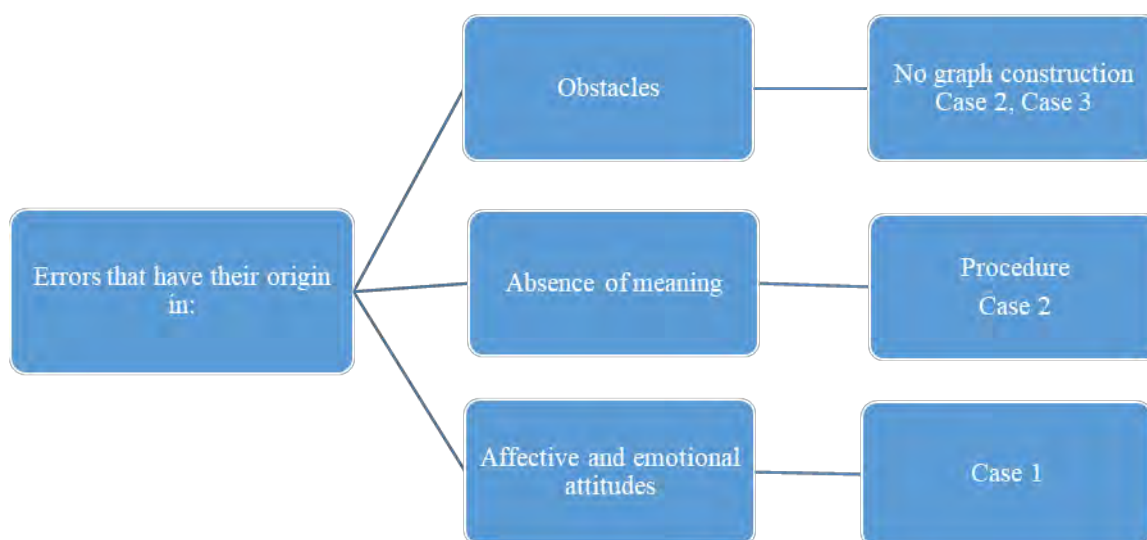 Errors that have their origin
in:
Obstacles
No graph construction
Case 2, Case 3
Absence of meaning
Procedure
Case 2
Affective and emotional
attitudes
Case 1